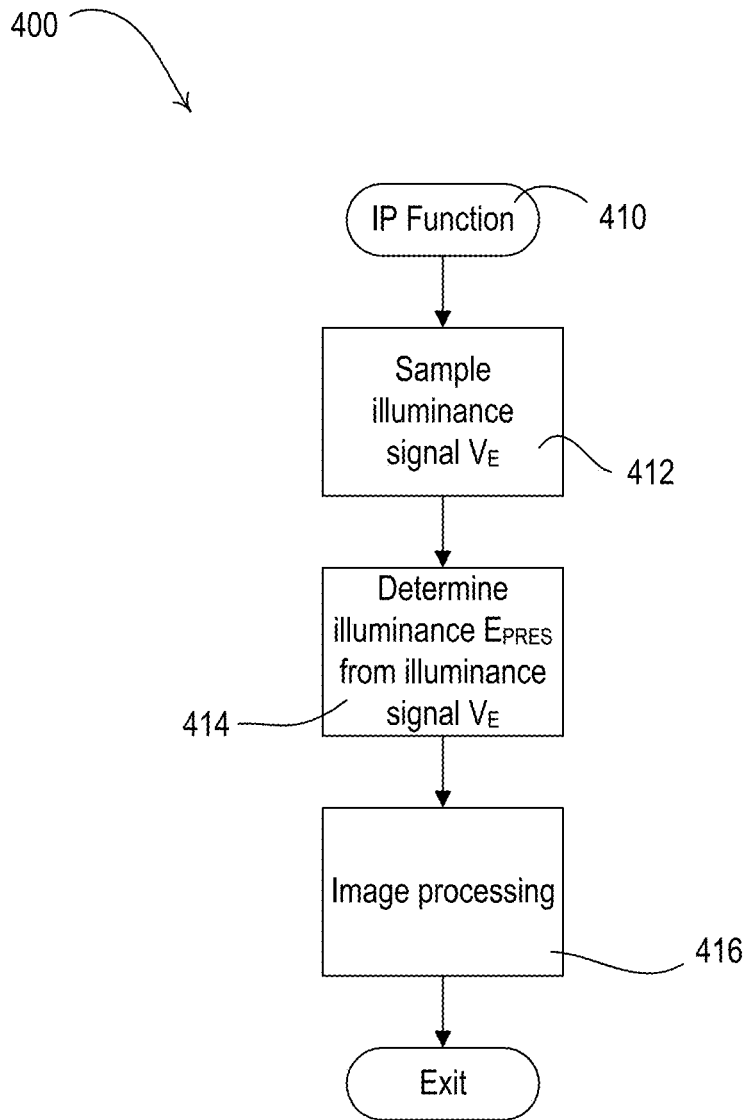 400
IP Function
410
Sample
illuminance
signal VE
412
Determine
illuminance EPRES
from illuminance
signal VE
414
Image processing
416
Exit